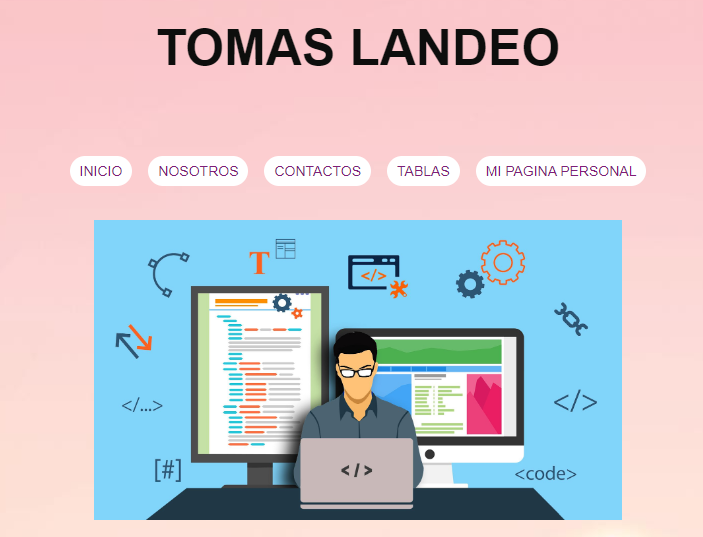 TOMAS LANDEO
INICIO NOSOTROS CONTACTOS TABLAS MI PAGINA PERSONAL
T
</>
</...>
</>
[#]
</>
<code>